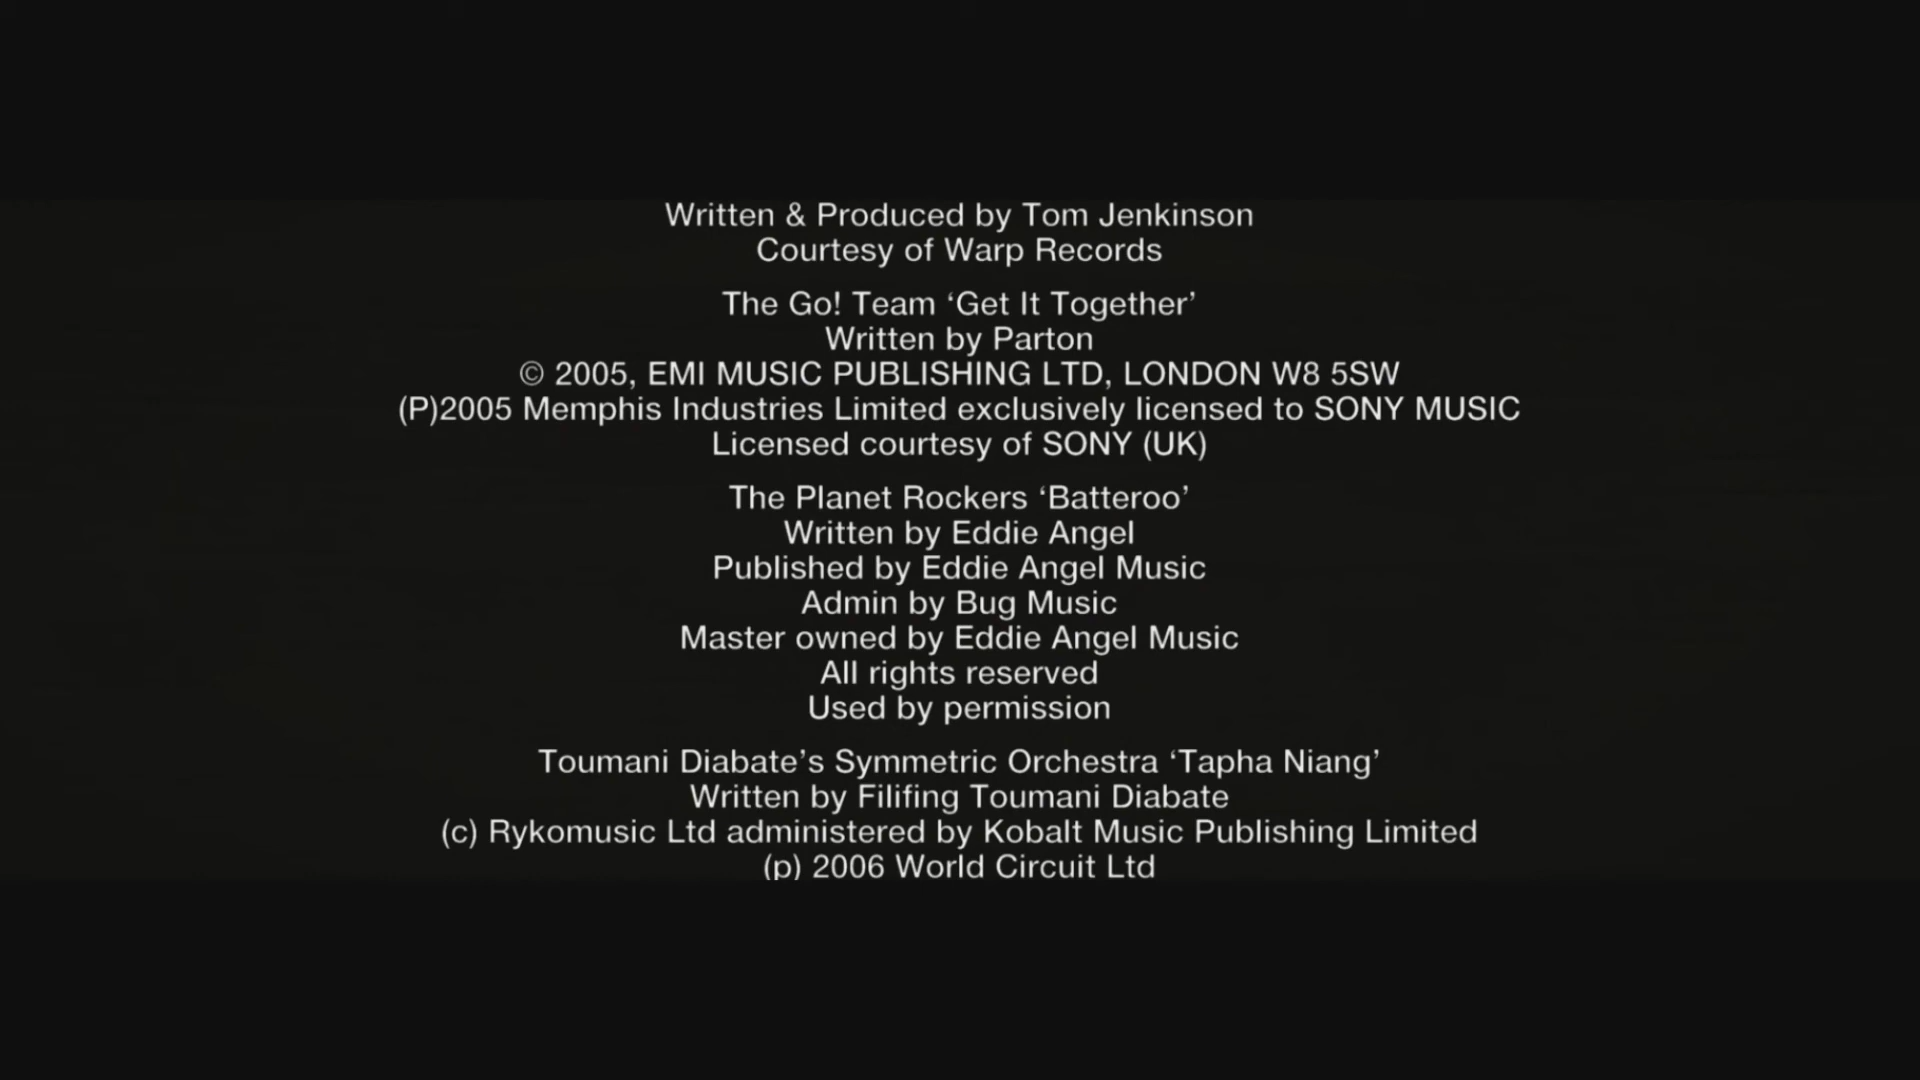 Written & Produced by Tom Jenkinson
Courtesy of Warp Records
The Go! Team ‘Get It Together’
Written by Parton
© 2005, EMI MUSIC PUBLISHING LTD, LONDON W8 5SW
(P)2005 Memphis Industries Limited exclusively licensed to SONY MUSIC
Licensed courtesy of SONY (UK)
The Planet Rockers ‘Batteroo’
Written by Eddie Angel
Published by Eddie Angel Music
Admin by Bug Music
Master owned by Eddie Angel Music
All rights reserved
Used by permission
Toumani Diabate’s Symmetric Orchestra ‘Tapha Niang’
Written by Filifing Toumani Diabate
(c) Rykomusic Ltd administered by Kobalt Music Publishing Limited
(p) 2006 World Circuit Ltd